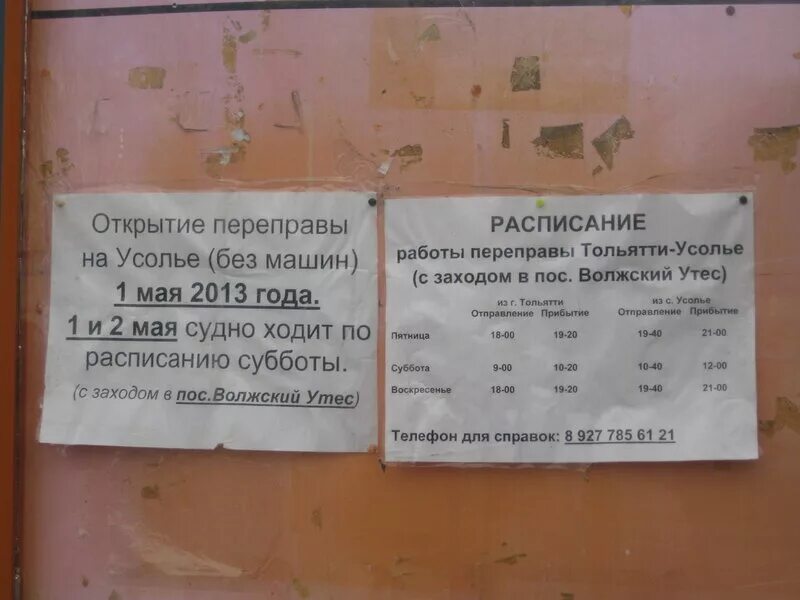 Открытие переправы
на Усолье (без машин)
1 мая 2013 года.
1 и 2 мая судно ходит по
расписанию субботы.
(с заходом в пос.Волжский Утес)
РАСПИСАНИЕ
работы переправы Тольятти-Усолье
(с заходом в пос. Волжский Утес)
из г. Тольятти из с. Усолье
Отправление Прибытие Отправление Прибытие
Пятница 18-00 19-20 19-40 21-00
Суббота 9-00 10-20 10-40 12-00
Воскресенье 18-00 19-20 19-40 21-00
Телефон для справок: 8 927 785 61 21